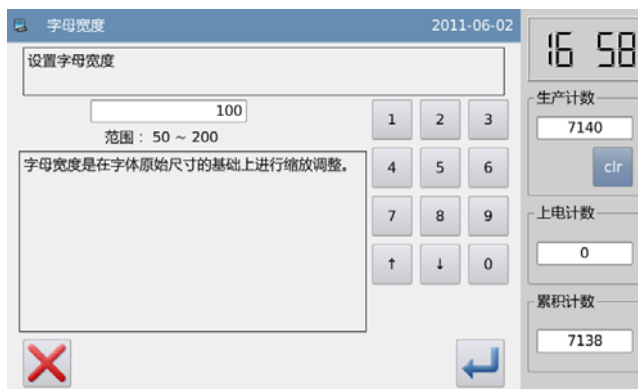 字母宽度 2011-06-02
设置字母宽度
100
范围： 50 ~ 200
字母宽度是在字体原始尺寸的基础上进行缩放调整。
1 2 3
4 5 6
7 8 9
↑ ↓ 0
16 58
生产计数
7140
clr
上电计数
0
累积计数
7138